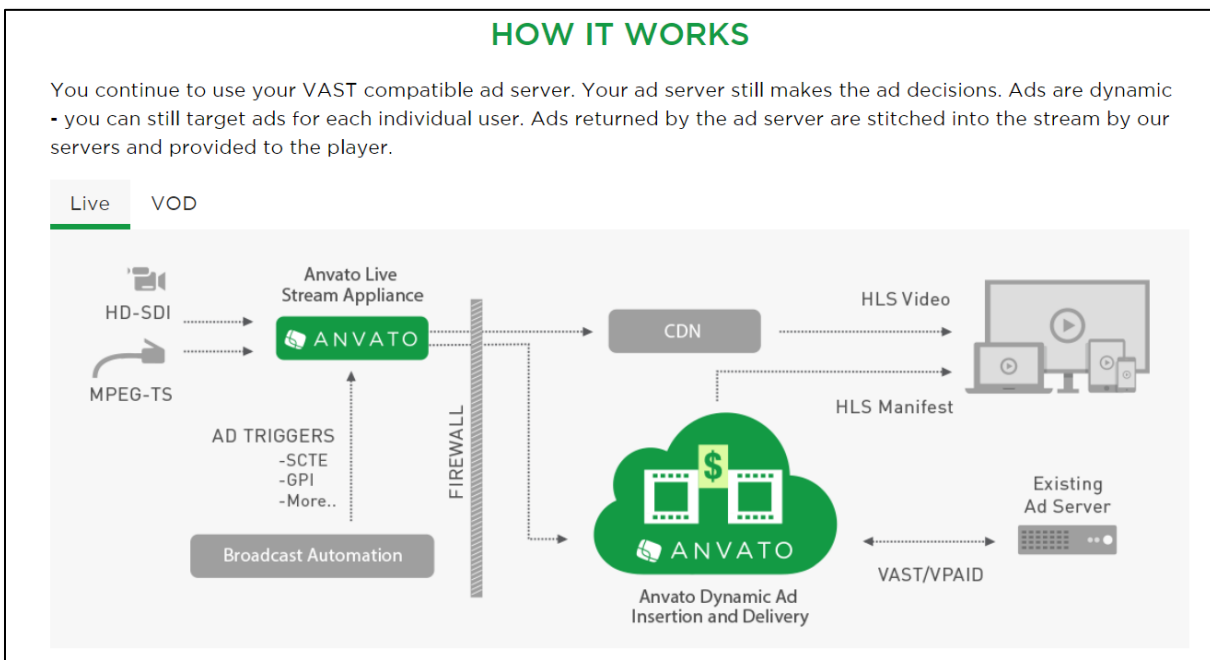 HOW IT WORKS
You continue to use your VAST compatible ad server. Your ad server still makes the ad decisions. Ads are dynamic
- you can still target ads for each individual user. Ads returned by the ad server are stitched into the stream by our
servers and provided to the player.
Live
VOD
HD-SDI
MPEG-TS
Anvato Live
Stream Appliance
ANVATO
AD TRIGGERS
-SCTE
-GPI
-More..
Broadcast Automation
FIREWALL
CDN
HLS Video
HLS Manifest
$
ANVATO
Anvato Dynamic Ad
Insertion and Delivery
VAST/VPAID
Existing
Ad Server